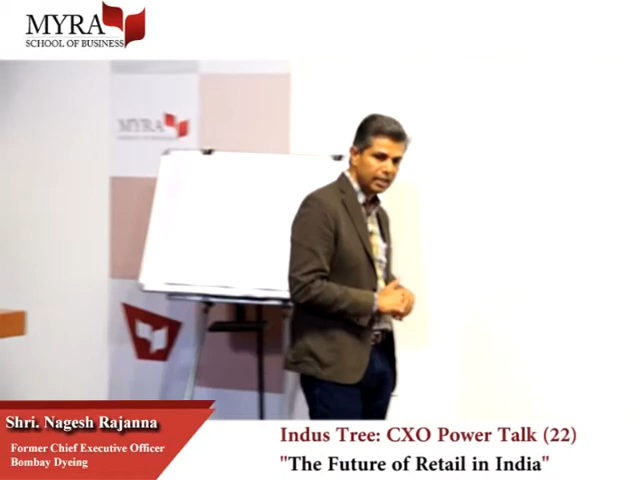 MYRA
SCHOOL OF BUSINESS
MYRA
Shri. Nagesh Rajanna
Former Chief Executive Officer
Bombay Dyeing
Indus Tree: CXO Power Talk (22)
"The Future of Retail in India"